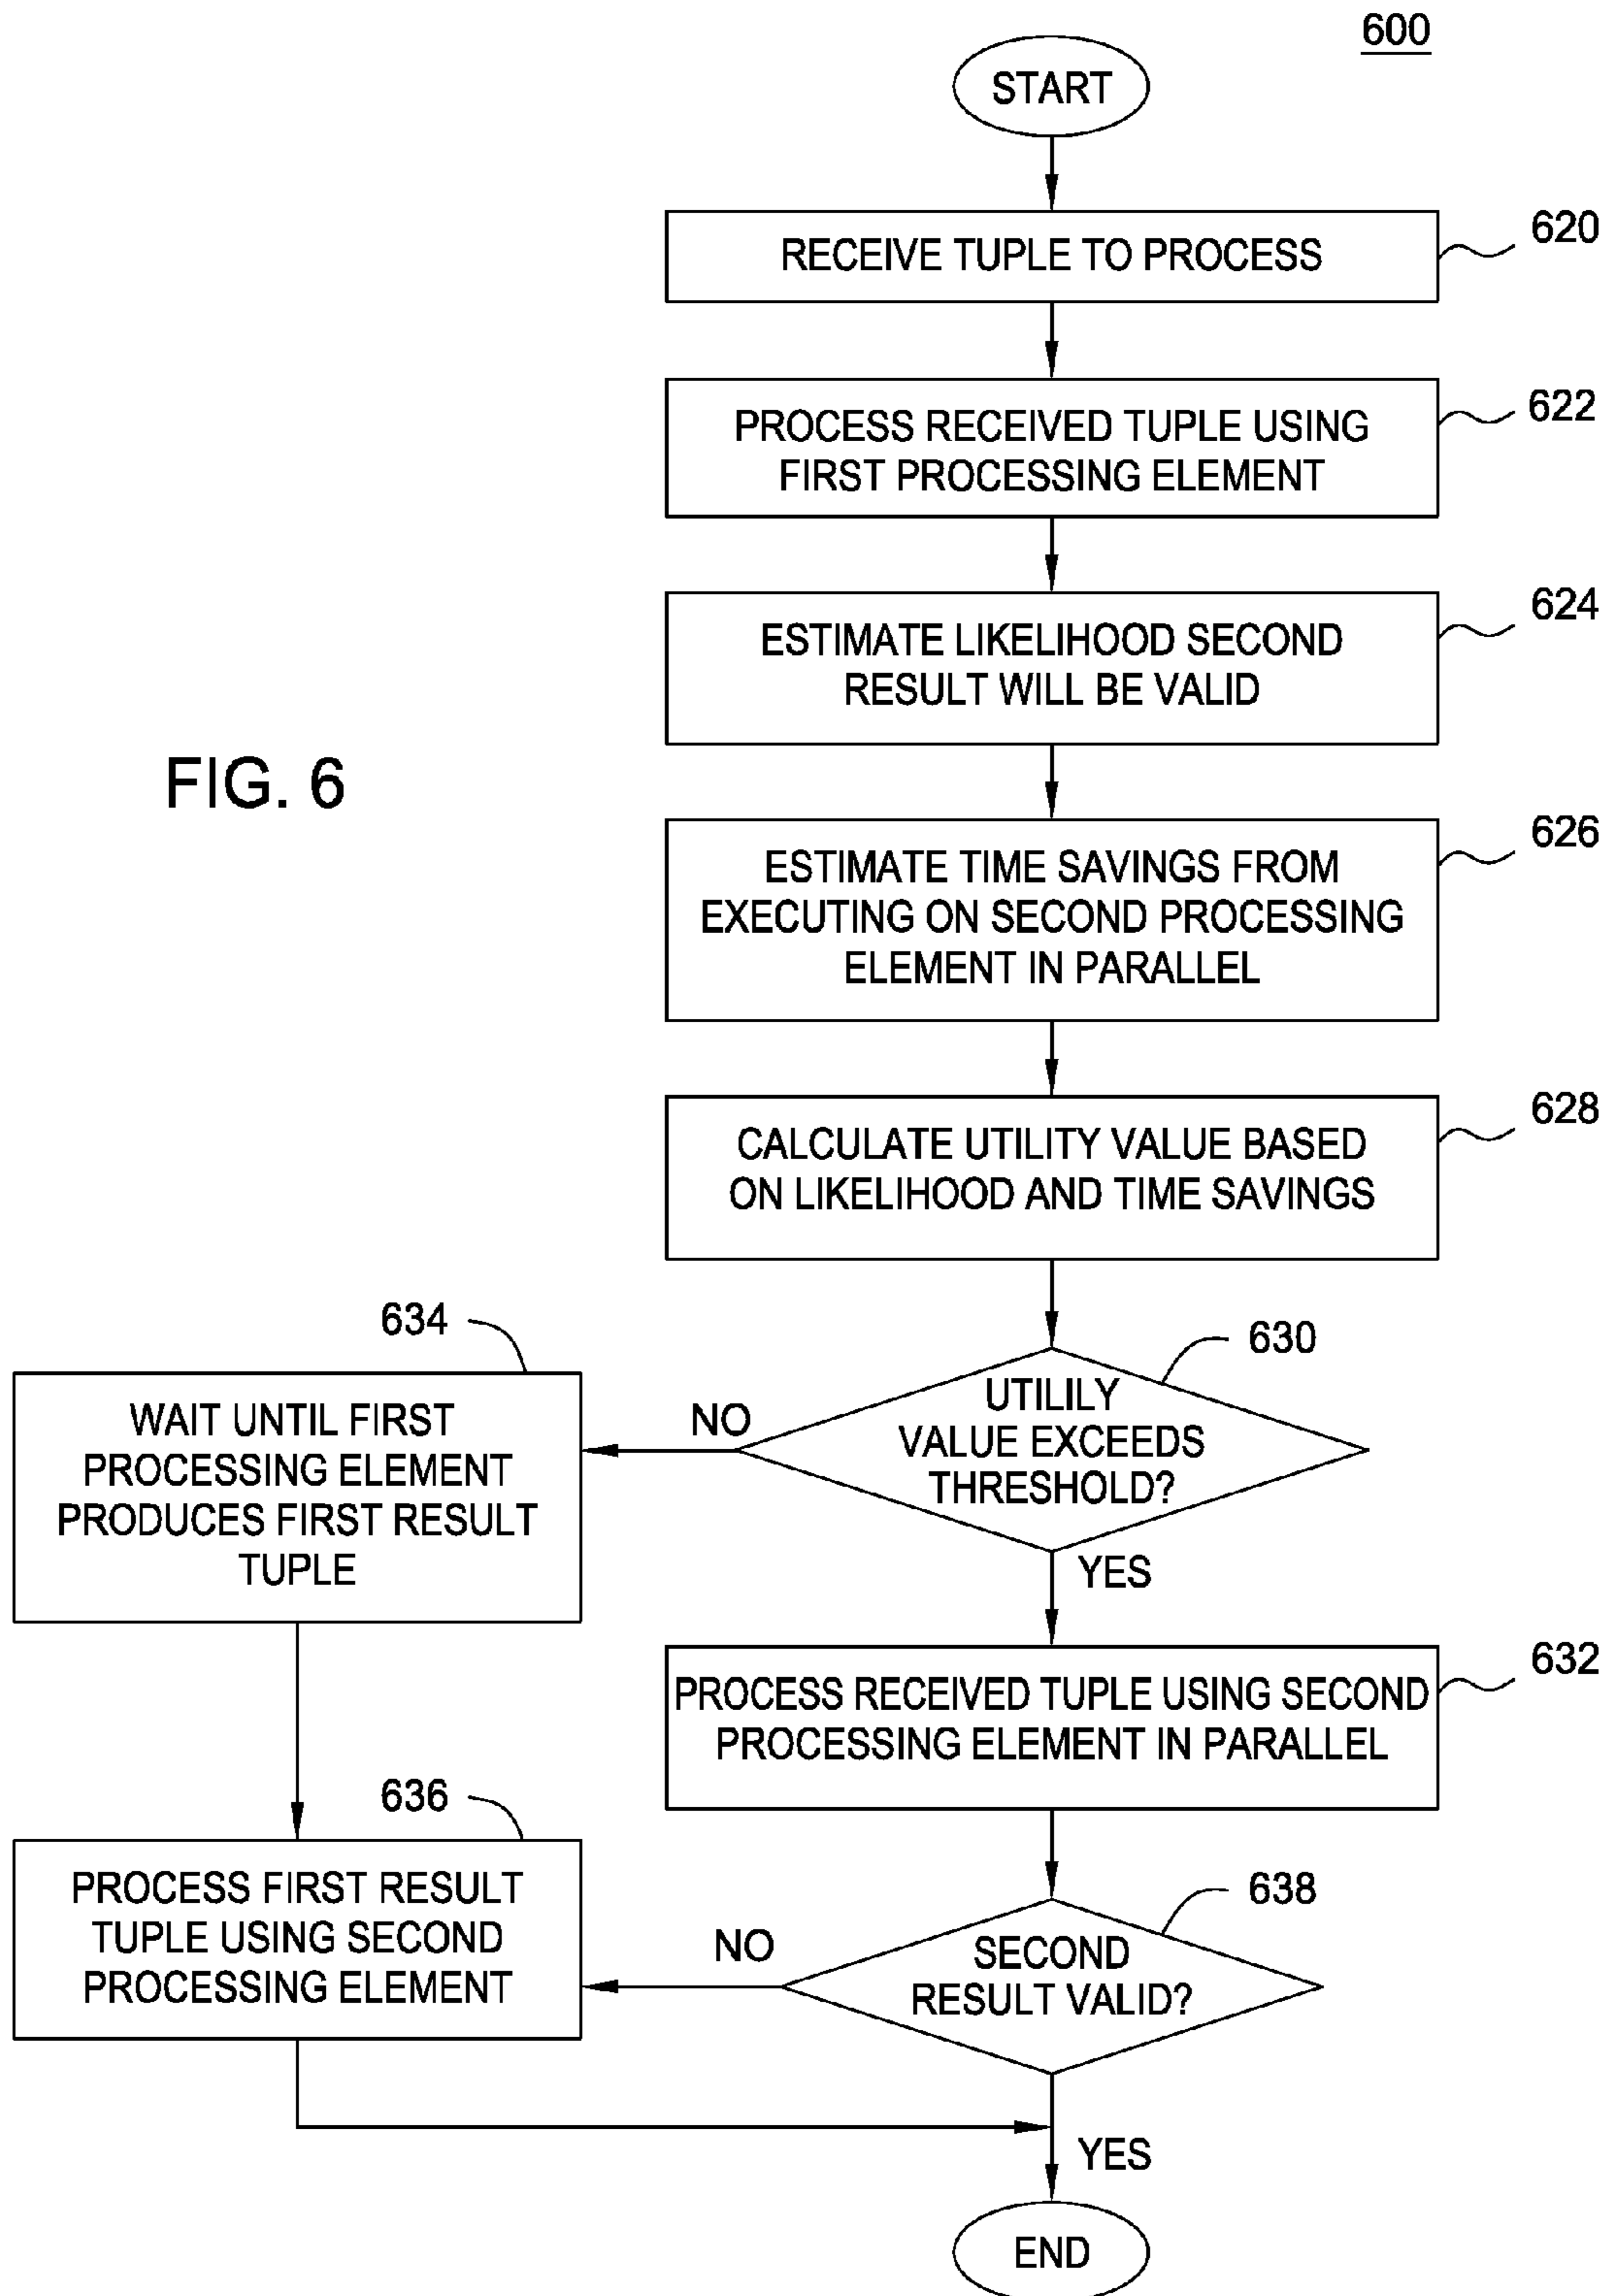 600
START
RECEIVE TUPLE TO PROCESS
620
PROCESS RECEIVED TUPLE USING
FIRST PROCESSING ELEMENT
622
ESTIMATE LIKELIHOOD SECOND
RESULT WILL BE VALID
624
FIG. 6
ESTIMATE TIME SAVINGS FROM
EXECUTING ON SECOND PROCESSING
ELEMENT IN PARALLEL
626
CALCULATE UTILITY VALUE BASED
ON LIKELIHOOD AND TIME SAVINGS
628
630
UTILILY
VALUE EXCEEDS
THRESHOLD?
NO
634
WAIT UNTIL FIRST
PROCESSING ELEMENT
PRODUCES FIRST RESULT
TUPLE
YES
PROCESS RECEIVED TUPLE USING SECOND
PROCESSING ELEMENT IN PARALLEL
632
636
PROCESS FIRST RESULT
TUPLE USING SECOND
PROCESSING ELEMENT
NO
638
SECOND
RESULT VALID?
YES
END